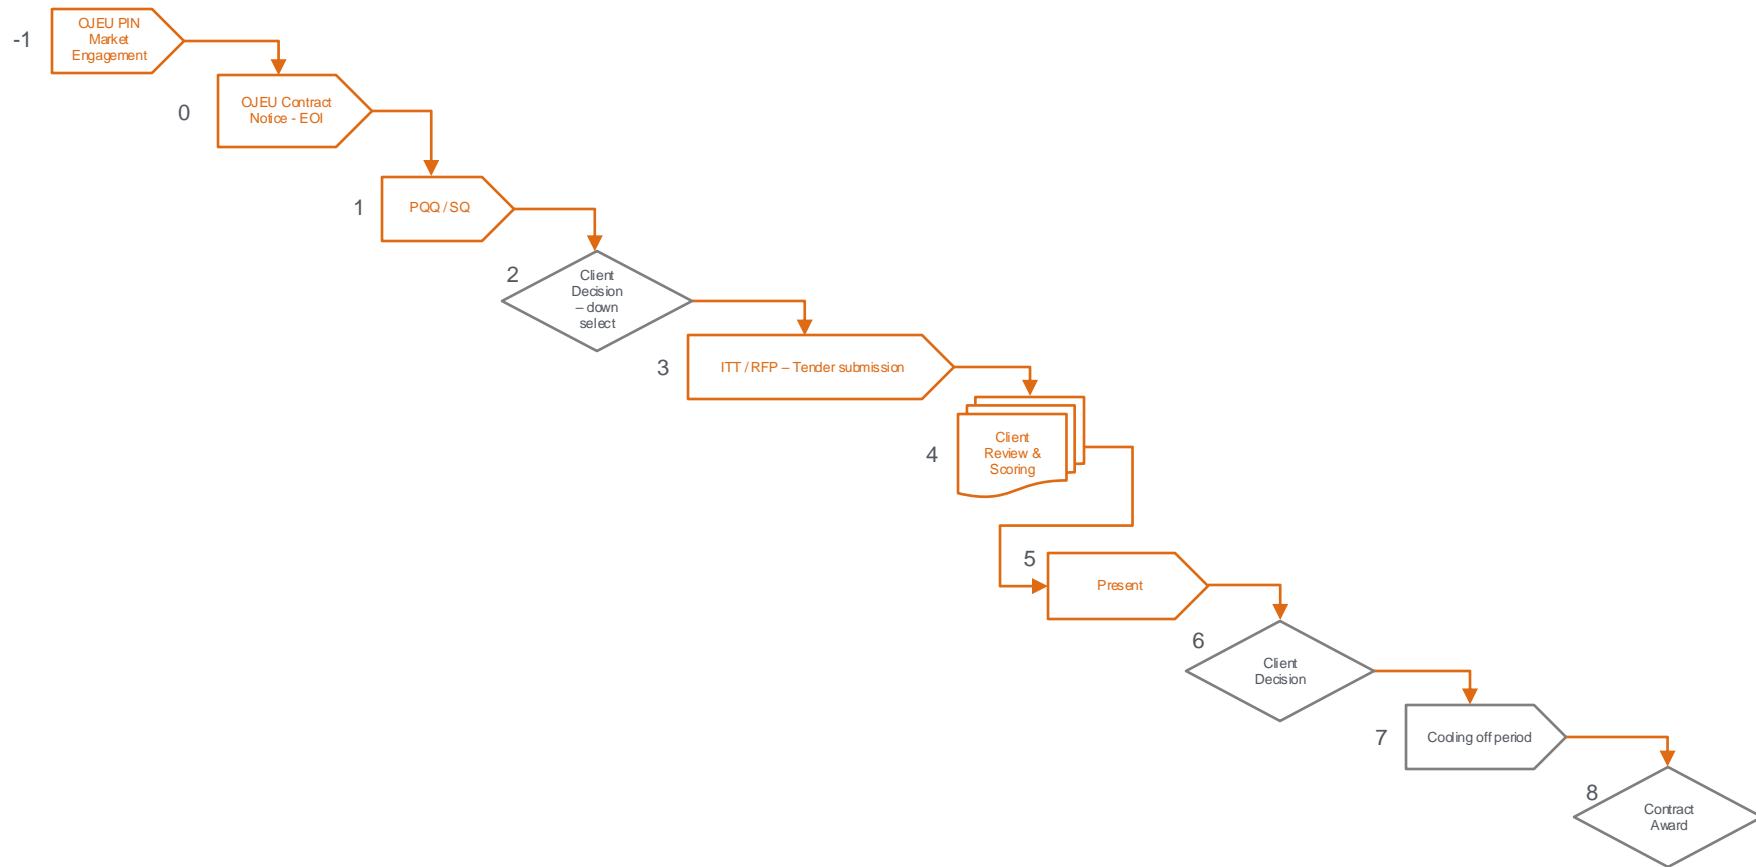 -1
OJEU PIN
Market
Engagement
0
OJEU Contract
Notice - EOI
1
PQQ / SQ
2
Client
Decision
– down
select
3
ITT / RFP – Tender submission
4
Client
Review &
Scoring
5
Present
6
Client
Decision
7
Cooling off period
8
Contract
Award